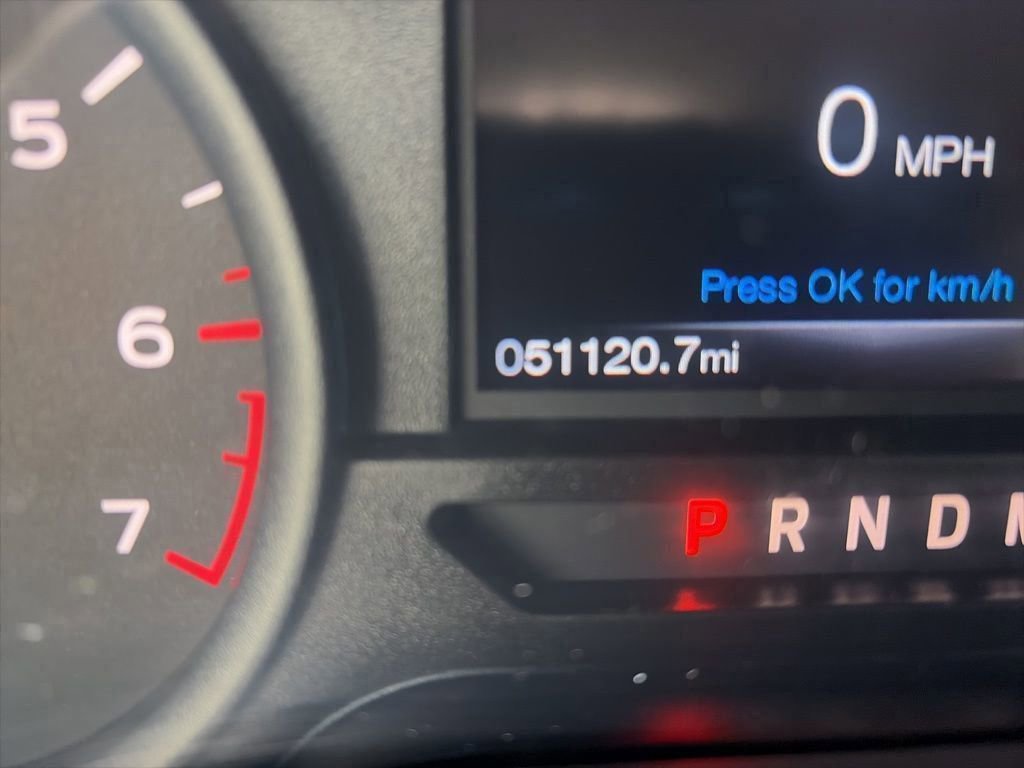 5
6
7
0 MPH
Press OK for km/h
051120.7mi
P R N D M